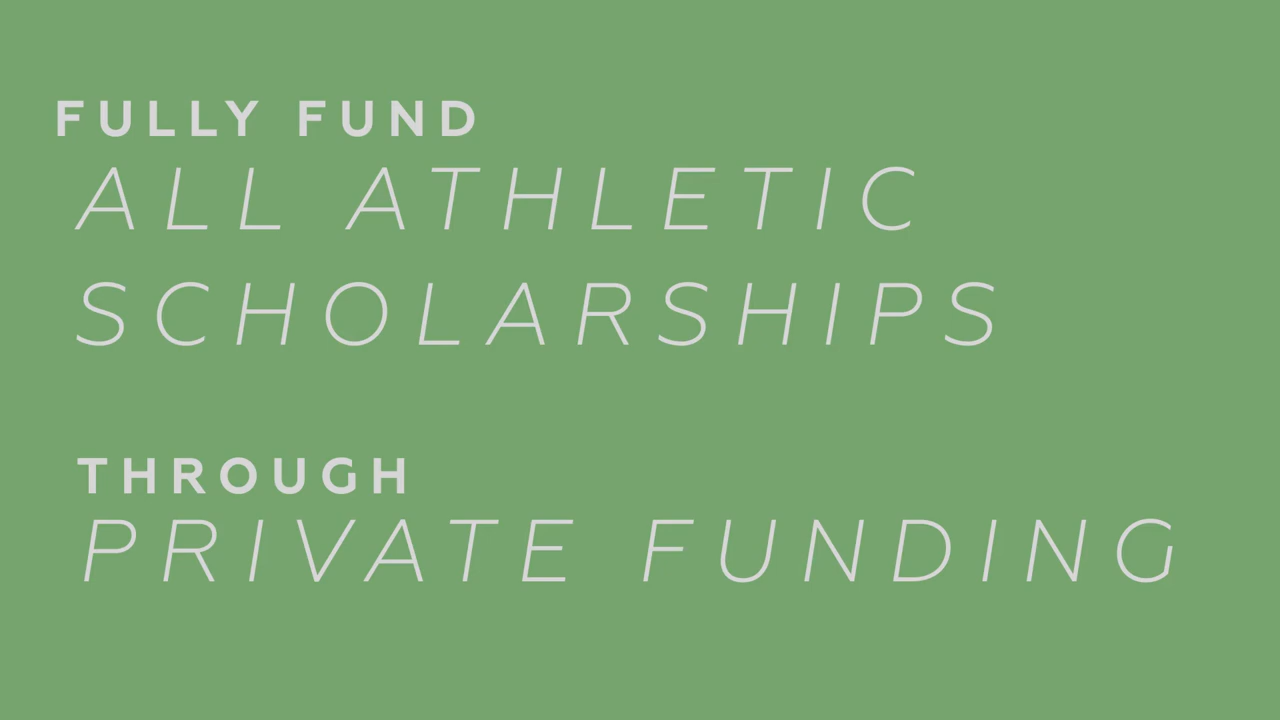 FULLY FUND
ALL ATHLETIC
SCHOLARSHIPS
THROUGH
PRIVATE FUNDING